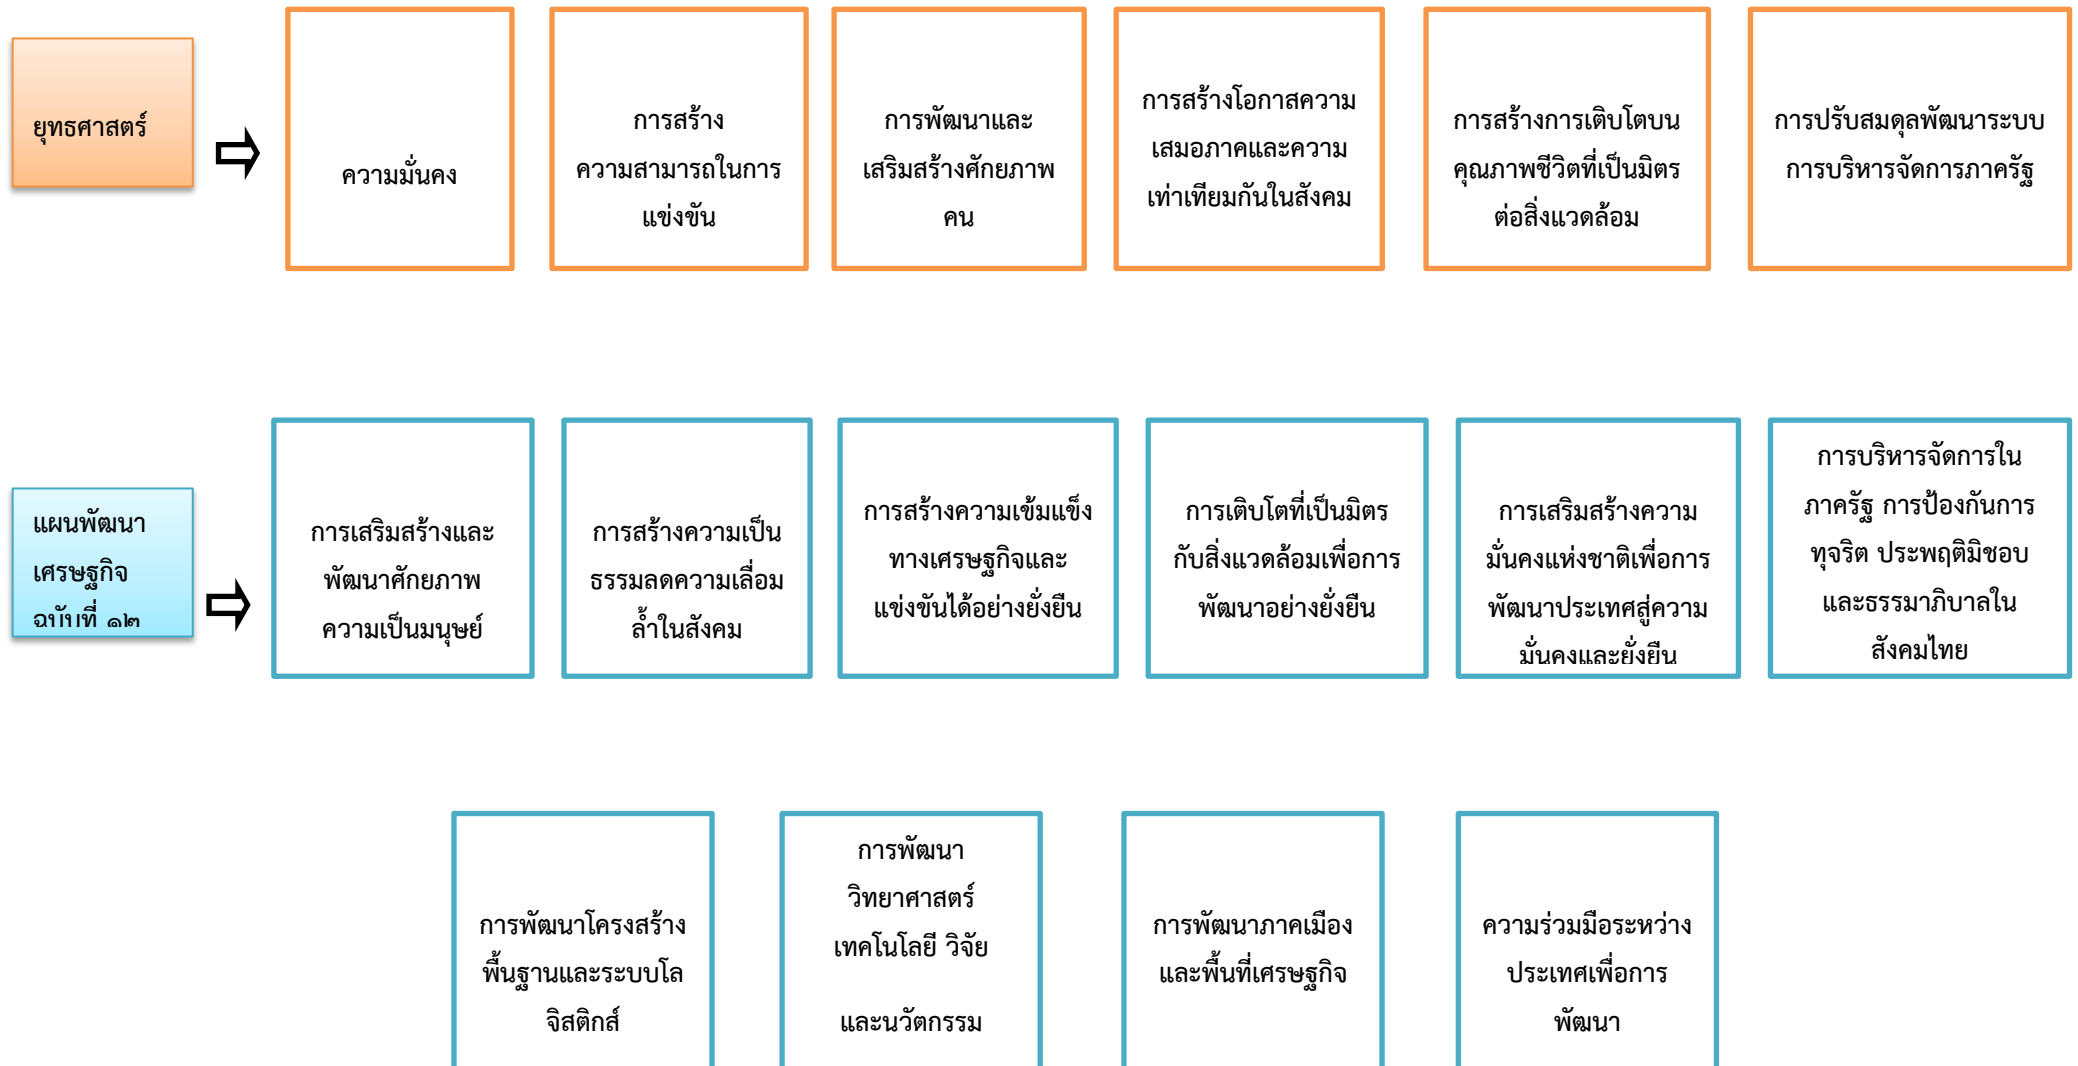 ยุทธศาสตร์
ความมั่นคง
การสร้าง
ความสามารถในการ
แข่งขัน
การพัฒนาและ
เสริมสร้างศักยภาพ
คน
การสร้างโอกาสความ
เสมอภาคและความ
เท่าเทียมกันในสังคม
การสร้างการเติบโตบน
คุณภาพชีวิตที่เป็นมิตร
ต่อสิ่งแวดล้อม
การปรับสมดุลพัฒนาระบบ
การบริหารจัดการภาครัฐ
แผนพัฒนา
เศรษฐกิจ
ฉบับที่ ๑๒
การเสริมสร้างและ
พัฒนาศักยภาพ
ความเป็นมนุษย์
การสร้างความเป็น
ธรรมลดความเลื่อม
ล้ำในสังคม
การสร้างความเข้มแข็ง
ทางเศรษฐกิจและ
แข่งขันได้อย่างยั่งยืน
การเติบโตที่เป็นมิตร
กับสิ่งแวดล้อมเพื่อการ
พัฒนาอย่างยั่งยืน
การเสริมสร้างความ
มั่นคงแห่งชาติเพื่อการ
พัฒนาประเทศสู่ความ
มั่นคงและยั่งยืน
การบริหารจัดการใน
ภาครัฐ การป้องกันการ
ทุจริต ประพฤติมิชอบ
และธรรมาภิบาลใน
สังคมไทย
การพัฒนาโครงสร้าง
พื้นฐานและระบบโล
จิสติกส์
การพัฒนา
วิทยาศาสตร์
เทคโนโลยี วิจัย
และนวัตกรรม
การพัฒนาภาคเมือง
และพื้นที่เศรษฐกิจ
ความร่วมมือระหว่าง
ประเทศเพื่อการ
พัฒนา